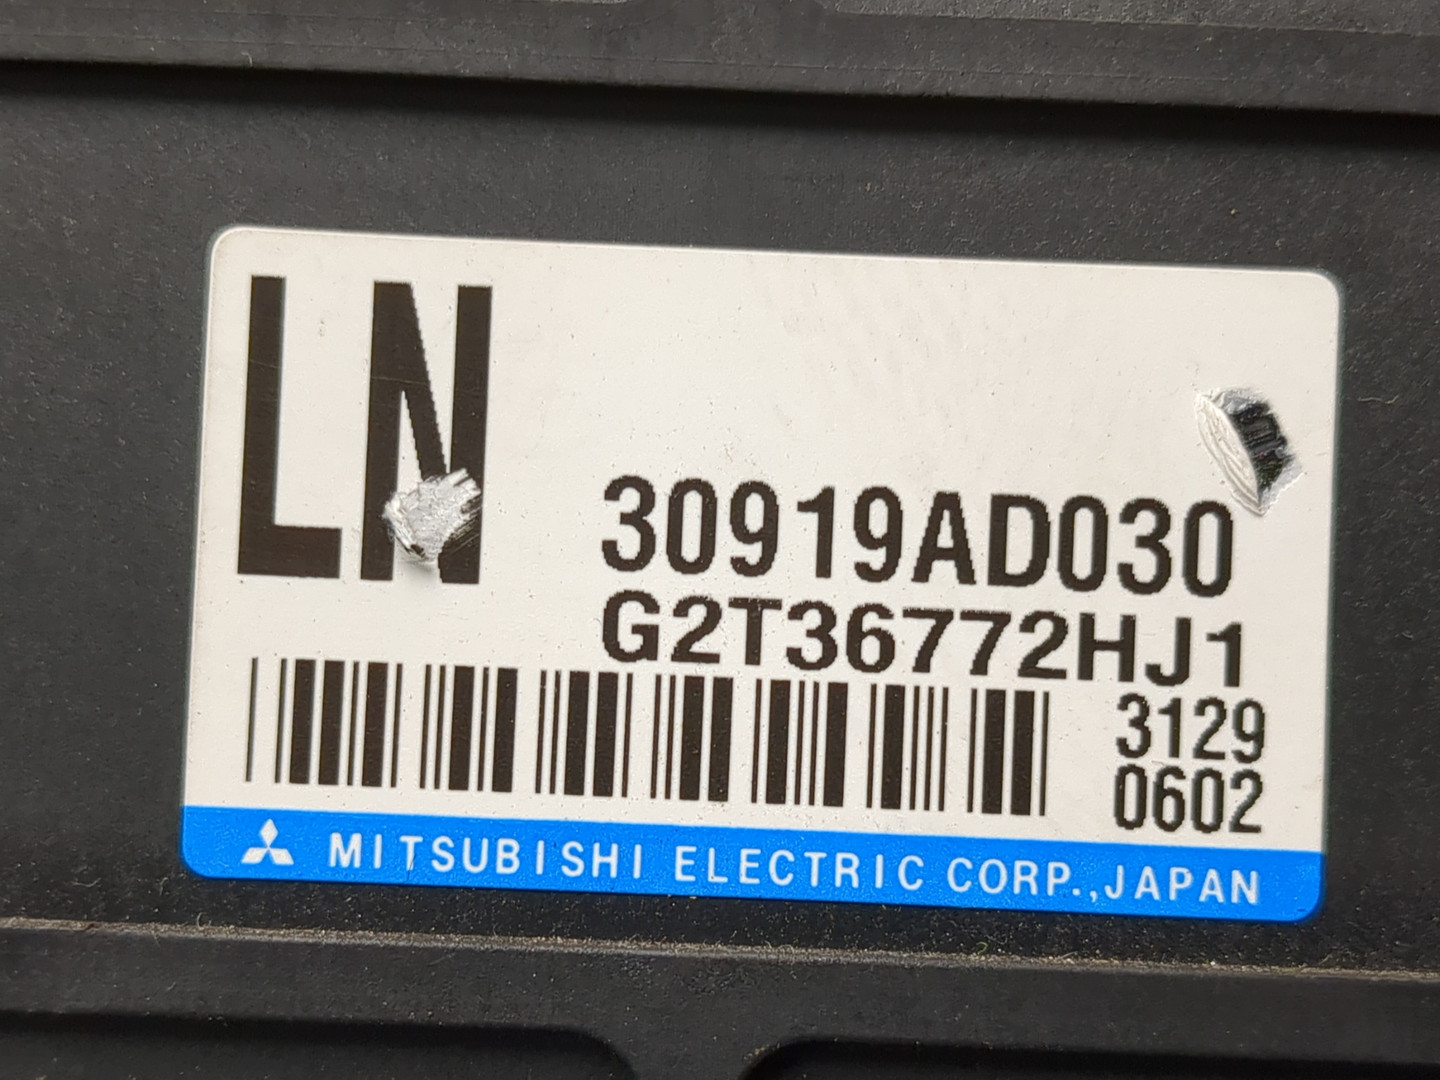 LN
30919AD030
G2T36772HJ1
3129
0602
MITSUBISHI ELECTRIC CORP.,JAPAN